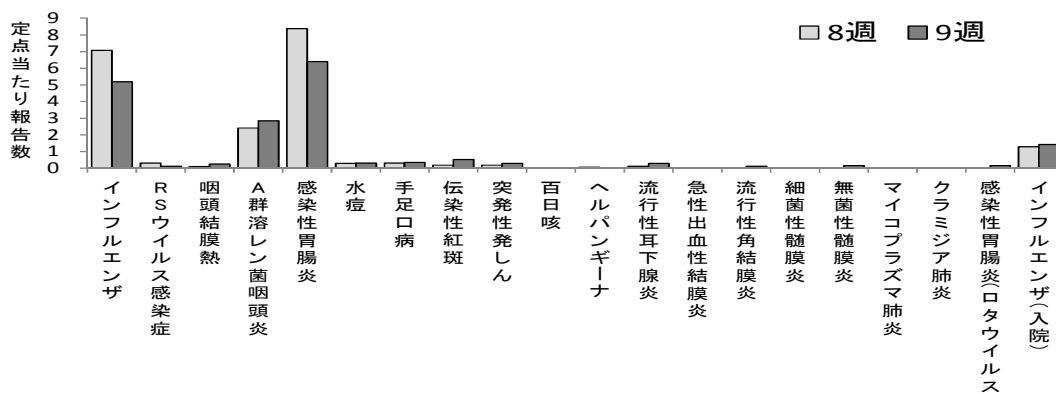 定点当たり報告数
9
8
7
6
5
4
3
2
1
0
8週 9週
インフルエンザ
RSウイルス感染症
咽頭結膜熱
A群溶レン菌咽頭炎
感染性胃腸炎
水痘
手足口病
伝染性紅斑
突発性発しん
百日咳
ヘルパンギーナ
流行性耳下腺炎
急性出血性結膜炎
流行性角結膜炎
細菌性髄膜炎
無菌性髄膜炎
マイコプラズマ肺炎
クラミジア肺炎
感染性胃腸炎(ロタウイルス
インフルエンザ(入院)